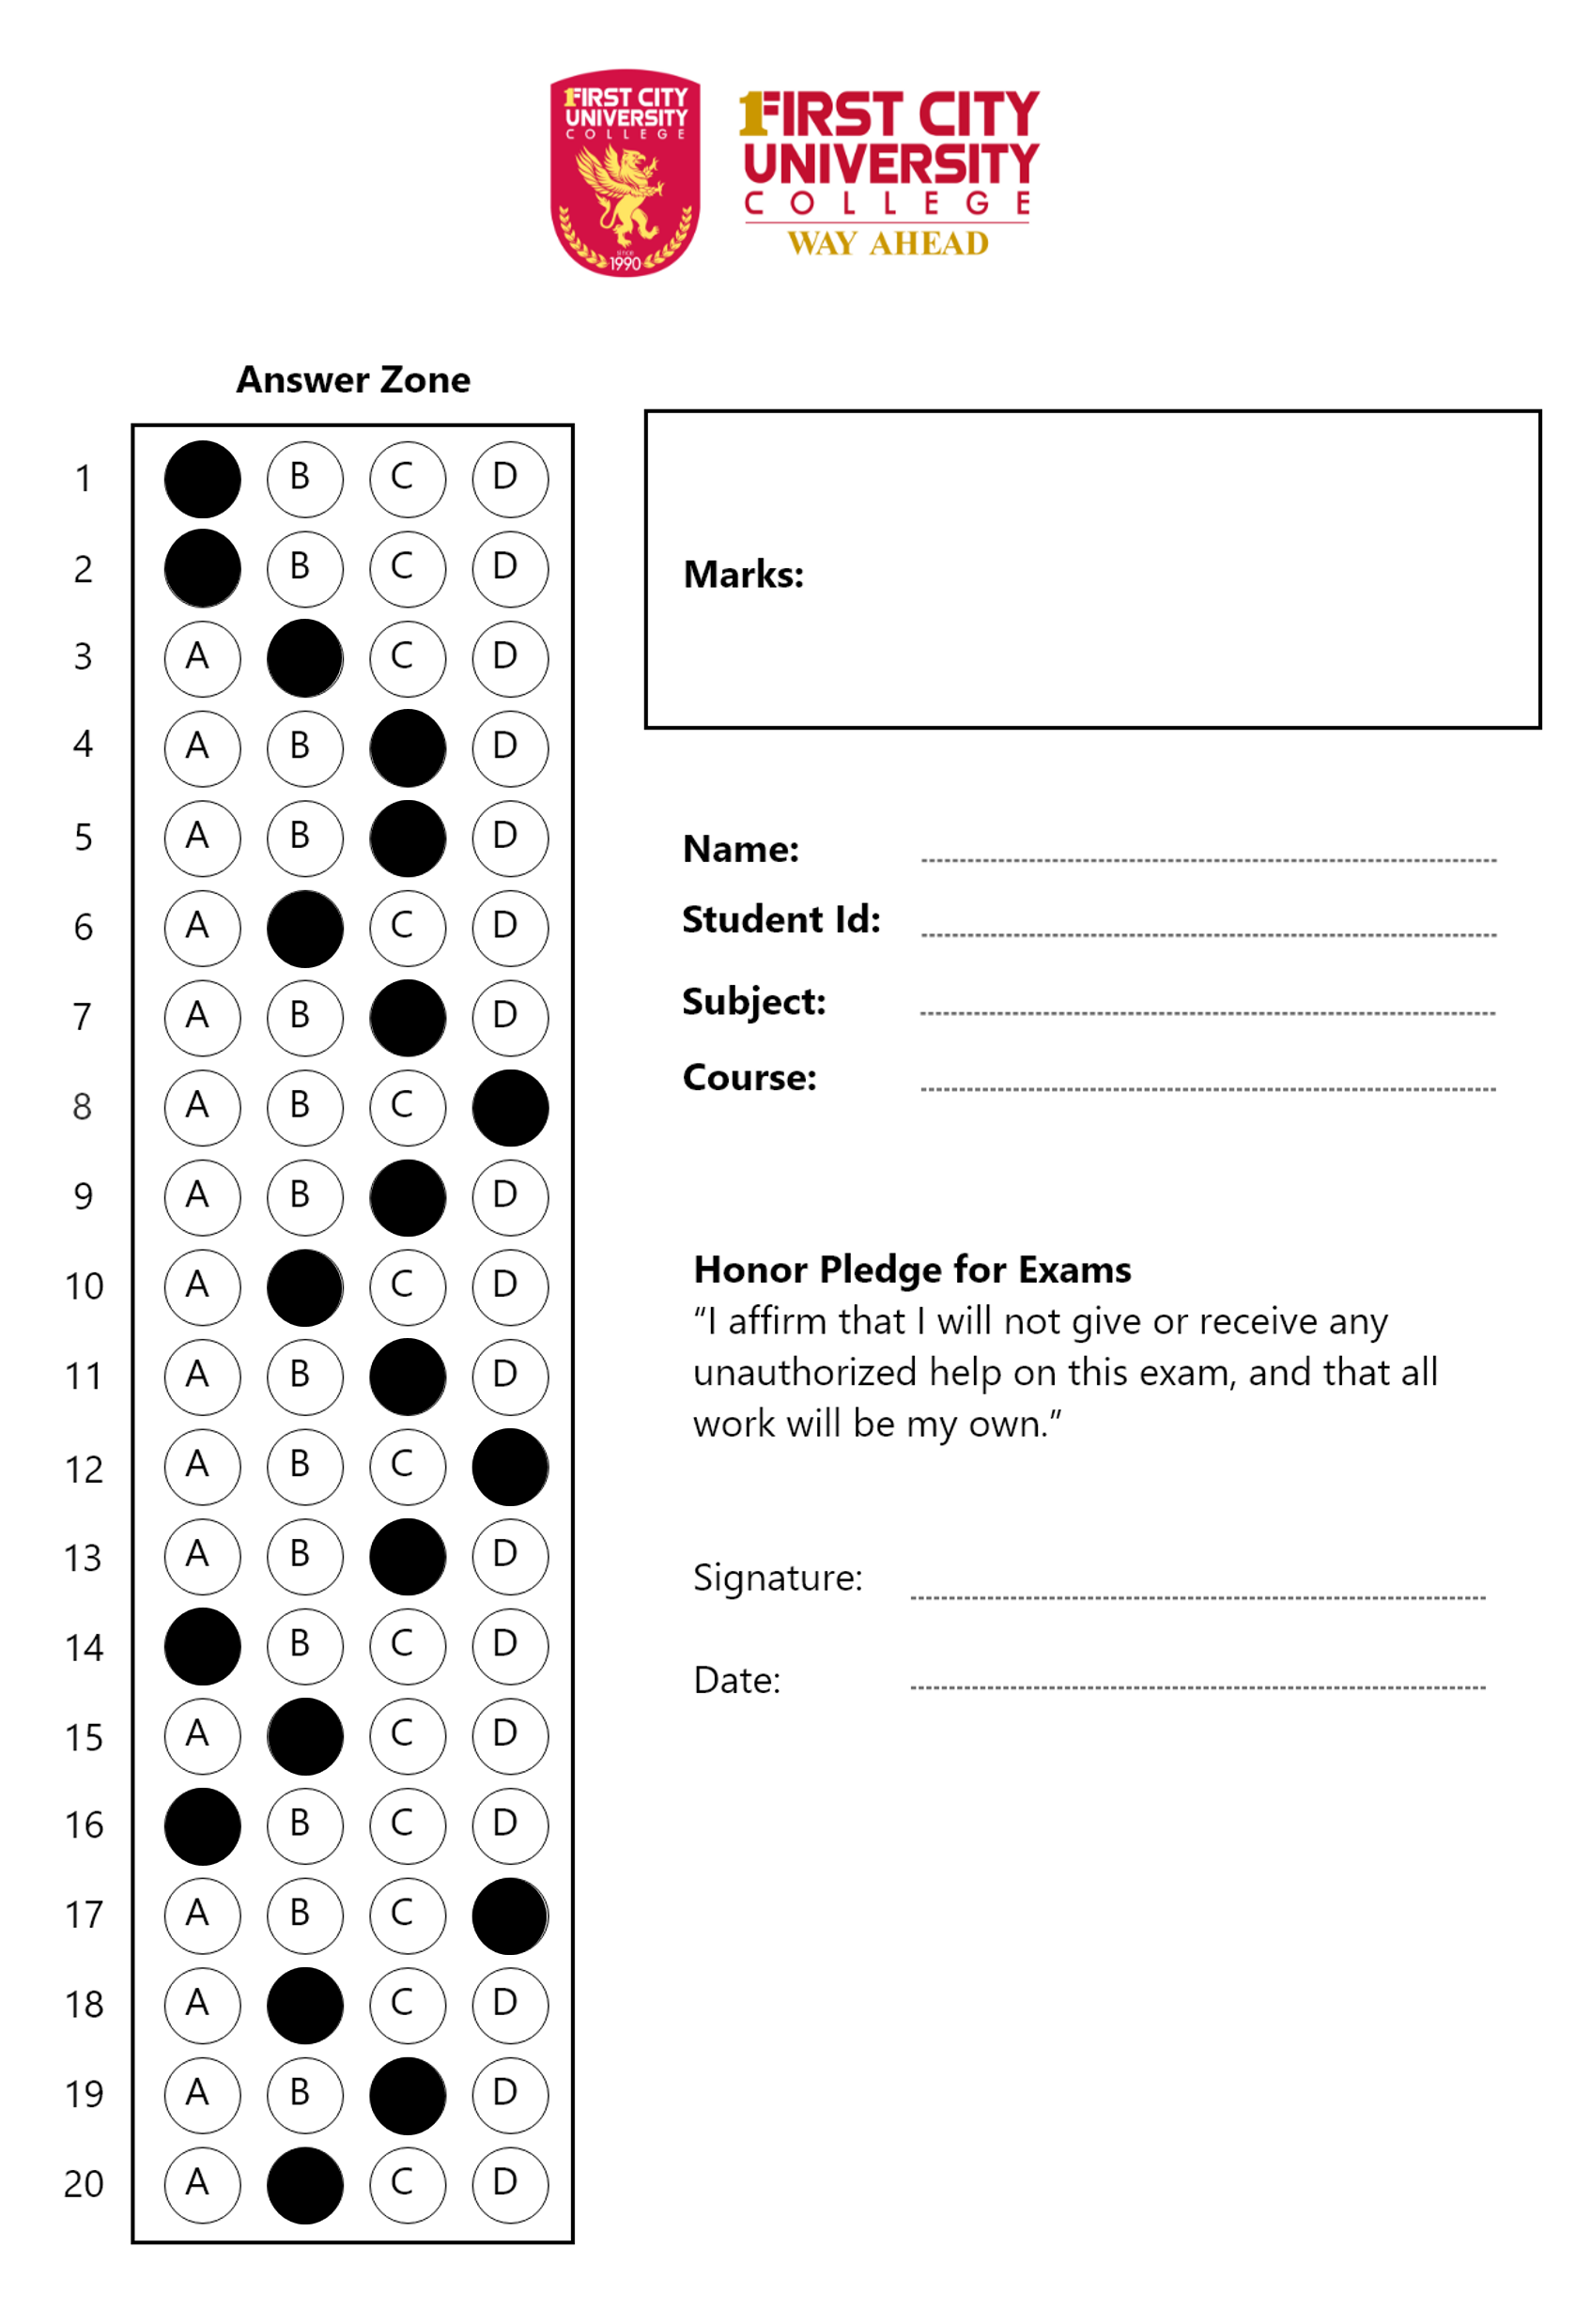 1FIRST CITY
UNIVERSITY
COLLEGE
since
1990
1FIRST CITY
UNIVERSITY
COLLEGE
WAY AHEAD
Answer Zone
1 B C D
2 B C D
3 A C D
4 A B D
5 A B D
6 A C D
7 A B D
8 A B C
9 A B D
10 A C D
11 A B D
12 A B C
13 A B D
14 B C D
15 A C D
16 B C D
17 A B C
18 A C D
19 A B D
20 A C D
Marks:
Name:
Student Id:
Subject:
Course:
Honor Pledge for Exams
“I affirm that I will not give or receive any
unauthorized help on this exam, and that all
work will be my own.”
Signature:
Date: